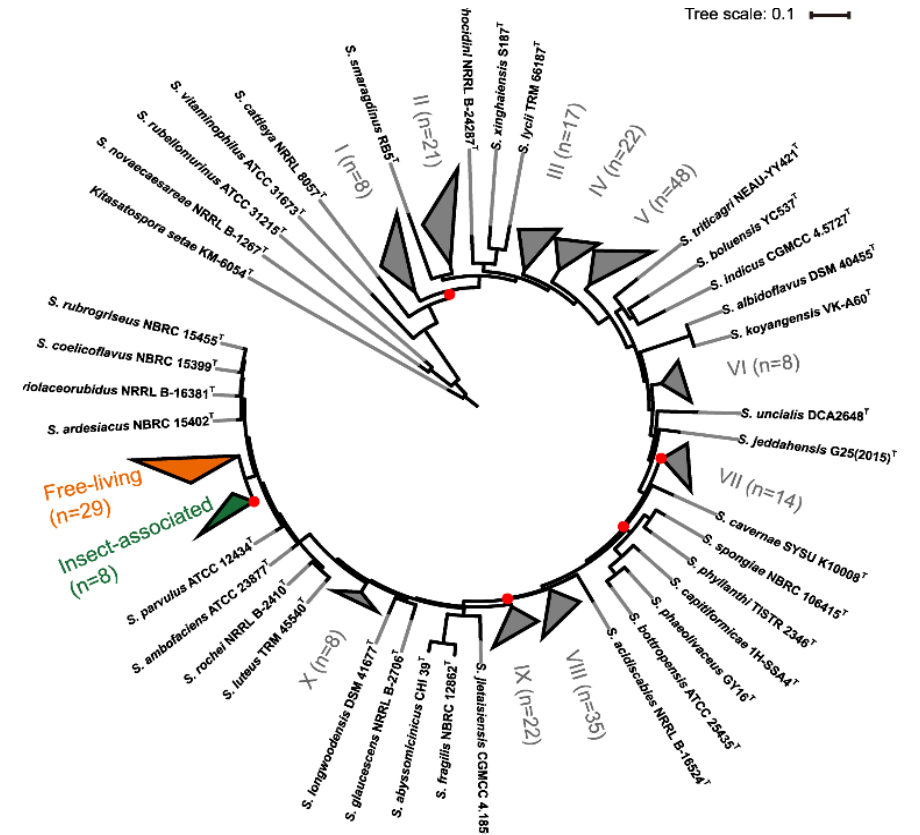 Tree scale: 0.1
Kitasatospora setae KM-6054ᵀ
S. novaecaesareae NRRL B-1267ᵀ
S. rubellomurinus ATCC 31215ᵀ
S. vitaminophilus ATCC 31673ᵀ
S. cattleya NRRL 8057ᵀ
I (n=8)
S. smaragdinus RB5ᵀ
II (n=21)
hocidini NRRL B-24287ᵀ
S. xinghaiensis S187ᵀ
S. lycii TRM 66187ᵀ
III (n=17)
IV (n=22)
V (n=48)
S. triticagri NEAU-YY421ᵀ
S. boluensis YC537ᵀ
S. indicus CGMCC 4.5727ᵀ
S. albidoflavus DSM 40455ᵀ
S. koyangensis VK-A60ᵀ
VI (n=8)
S. uncialis DCA2648ᵀ
S. jeddahensis G25(2015)ᵀ
VII (n=14)
S. cavernae SYSU K10008ᵀ
S. spongiae NBRC 106415ᵀ
S. phyllanthi TISTR 2346ᵀ
S. capitiformicae 1H-SSA4ᵀ
S. phaeolivaceus GY16ᵀ
S. bottropensis ATCC 25435ᵀ
S. acidiscabies NRRL B-16524ᵀ
VIII (n=35)
IX (n=22)
S. jietaisiensis CGMCC 4.185
S. fragilis NBRC 12862ᵀ
S. abyssomicinicus CHI 39ᵀ
S. glaucescens NRRL B-2706ᵀ
S. longwoodensis DSM 41677ᵀ
X (n=8)
S. luteus TRM 45540ᵀ
S. rochei NRRL B-2410ᵀ
S. ambofaciens ATCC 23877ᵀ
S. parvulus ATCC 12434ᵀ
Insect-associated
(n=8)
Free-living
(n=29)
S. ardesiacus NBRC 15402ᵀ
violaceorubidus NRRL B-16381ᵀ
S. coelicoflavus NBRC 15399ᵀ
S. rubrogriseus NBRC 15455ᵀ